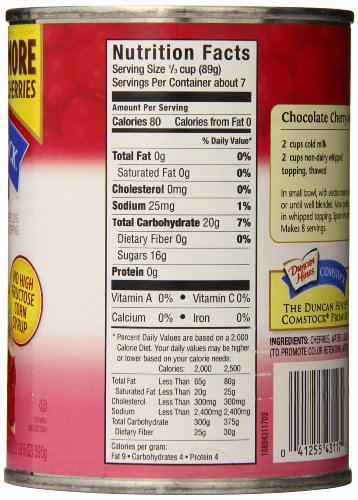 MORE
CHERRIES
NO HIGH
FRUCTOSE
CORN
SYRUP
SERVING
SUGGESTION
Nutrition Facts
Serving Size 1/3 cup (89g)
Servings Per Container about 7
Amount Per Serving
Calories 80 Calories from Fat 0
% Daily Value*
Total Fat 0g 0%
Saturated Fat 0g 0%
Cholesterol 0mg 0%
Sodium 25mg 1%
Total Carbohydrate 20g 7%
Dietary Fiber 0g 0%
Sugars 16g
Protein 0g
Vitamin A 0% • Vitamin C 0%
Calcium 0% • Iron 0%
* Percent Daily Values are based on a 2,000
Calorie Diet. Your daily values may be higher
or lower based on your calorie needs:
Calories: 2,000 2,500
Total Fat Less Than 65g 80g
Saturated Fat Less Than 20g 25g
Cholesterol Less Than 300mg 300mg
Sodium Less Than 2,400mg 2,400mg
Total Carbohydrate 300g 375g
Dietary Fiber 25g 30g
Calories per gram:
Fat 9 • Carbohydrates 4 • Protein 4
18894311703
Chocolate Cherry
2 cups cold milk
2 cups non-dairy whipped
topping, thawed
In small bowl, with electric
or until well blended.
in whipped topping. Spoon
Makes 8 servings
Duncan
Hines
COMSTOCK
THE DUNCAN HINES
COMSTOCK®
INGREDIENTS: CHERRIES, WATER,
(TO PROMOTE COLOR RETENTION,
0 41255 4311